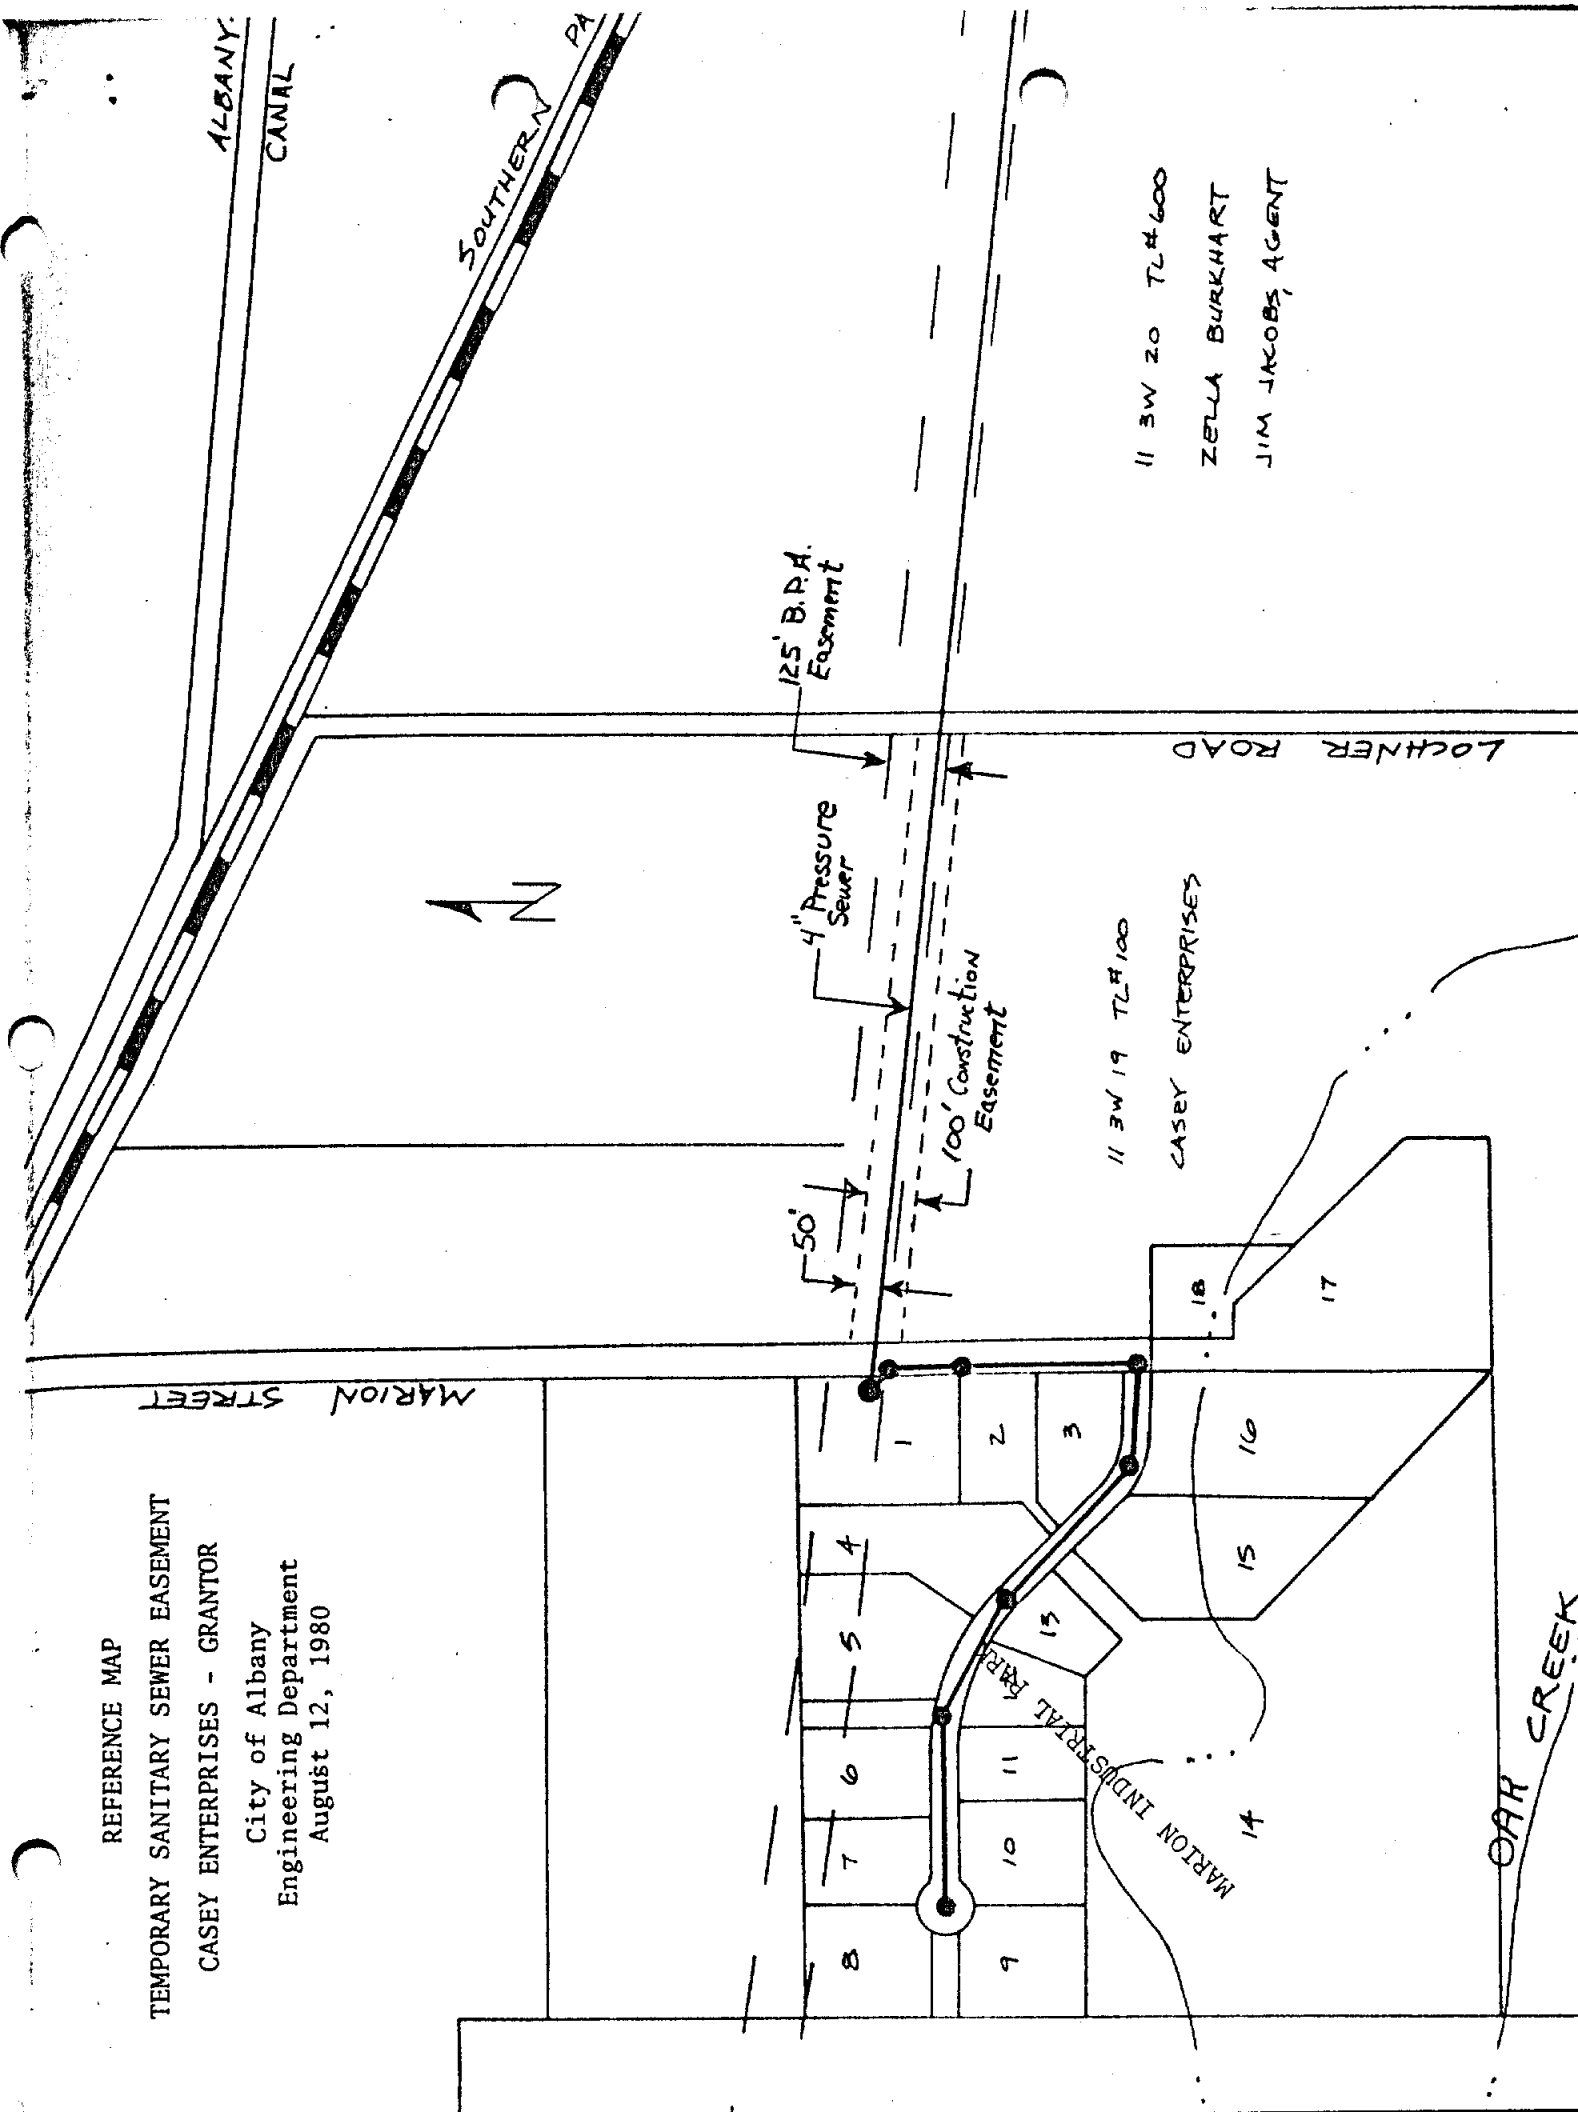 REFERENCE MAP
TEMPORARY SANITARY SEWER EASEMENT
CASEY ENTERPRISES - GRANTOR
City of Albany
Engineering Department
August 12, 1980
ALBANY
CANAL
SOUTHERN PA
MARION STREET
N
125' B.P.A.
Easement
4" Pressure
Sewer
50'
100' Construction
Easement
LOCHNER ROAD
11 3W 20 TL# 600
ZELLA BURKHART
JIM JACOBS, AGENT
11 3W 19 TL# 100
CASEY ENTERPRISES
1
2
3
4
5
6
7
8
9
10
11
13
14
15
16
17
18
MARION INDUSTRIAL PARK
OAK CREEK